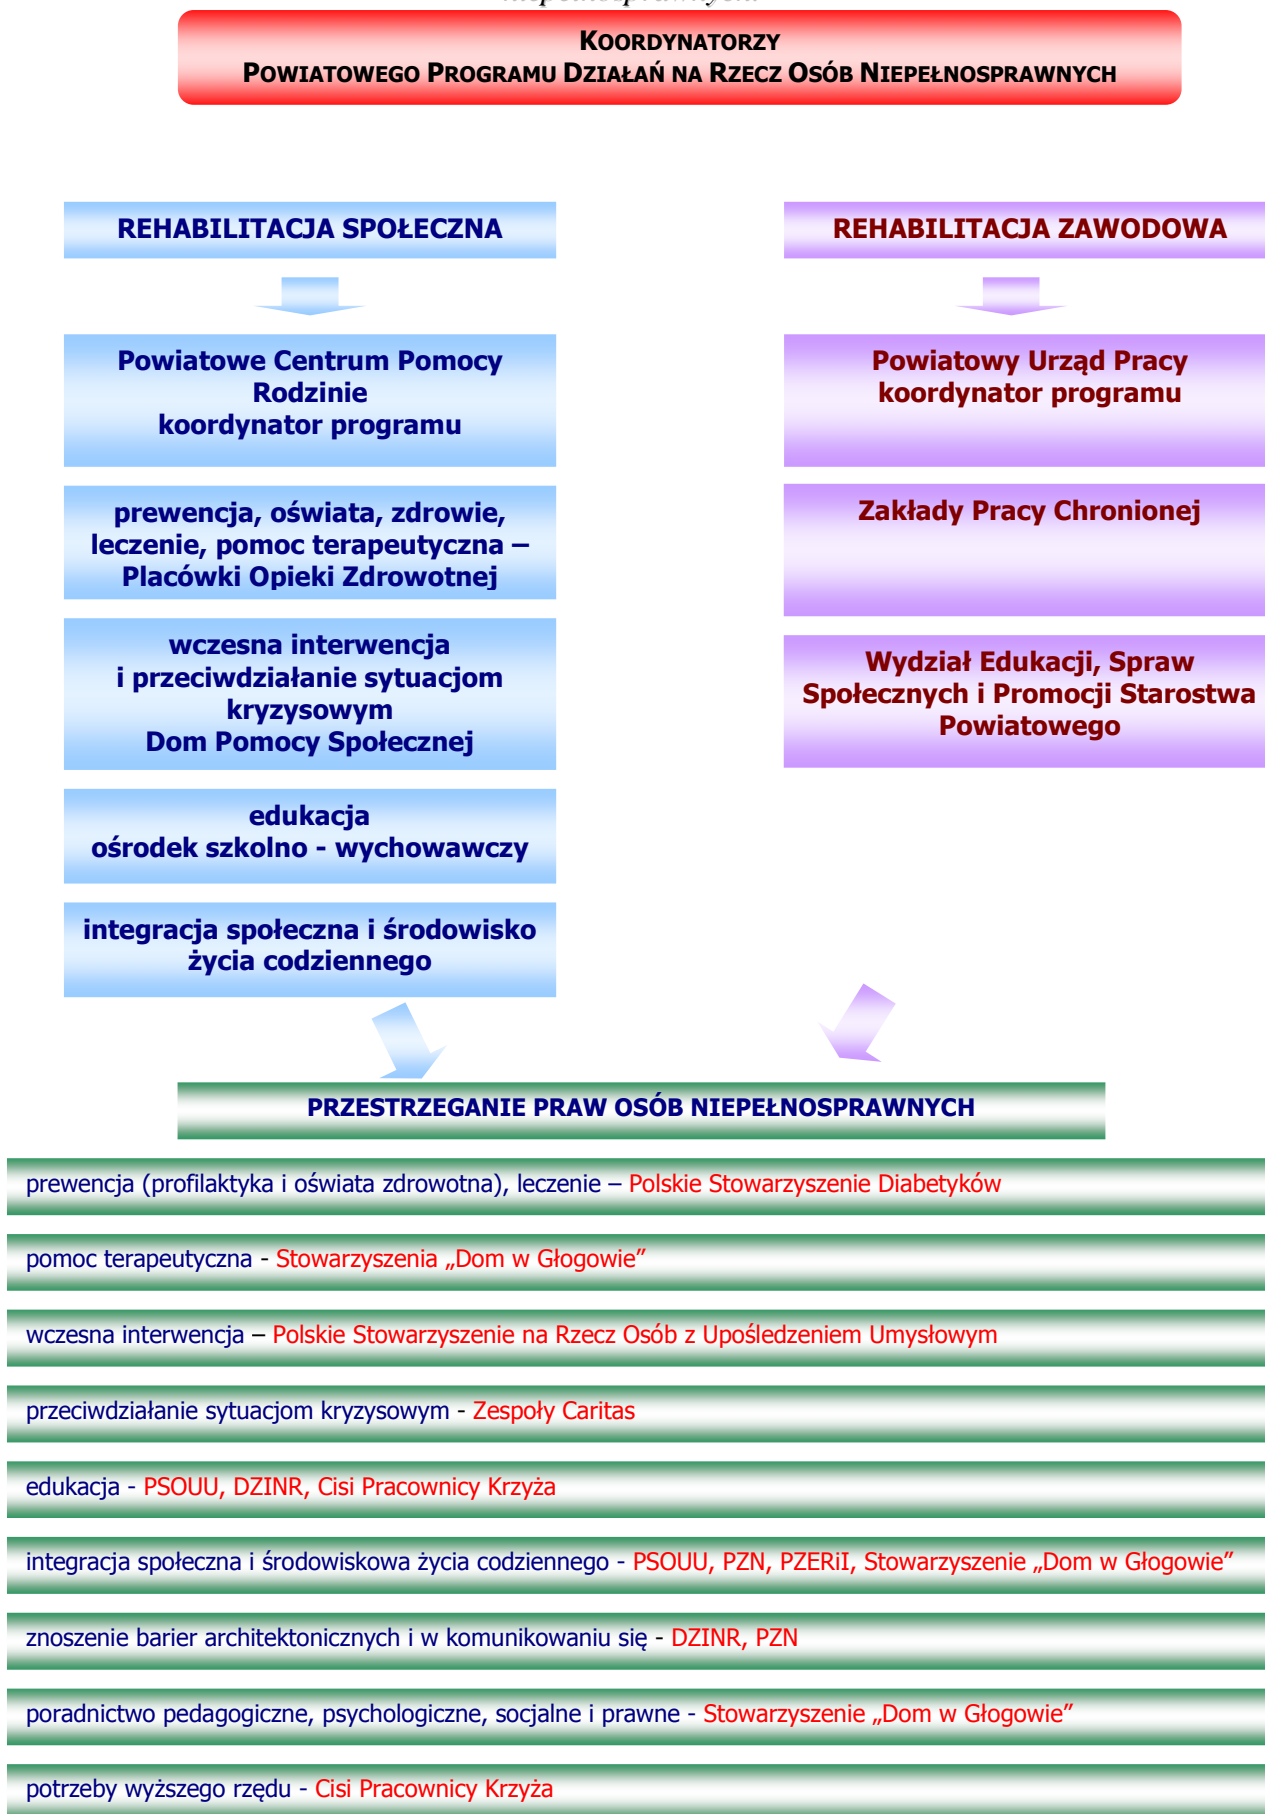 KOORDYNATORZY
POWIATOWEGO PROGRAMU DZIAŁAŃ NA RZECZ OSÓB NIEPEŁNOSPRAWNYCH
REHABILITACJA SPOŁECZNA
Powiatowe Centrum Pomocy
Rodzinie
koordynator programu
prewencja, oświata, zdrowie,
leczenie, pomoc terapeutyczna –
Placówki Opieki Zdrowotnej
wczesna interwencja
i przeciwdziałanie sytuacjom
kryzysowym
Dom Pomocy Społecznej
edukacja
ośrodek szkolno - wychowawczy
integracja społeczna i środowisko
życia codziennego
REHABILITACJA ZAWODOWA
Powiatowy Urząd Pracy
koordynator programu
Zakłady Pracy Chronionej
Wydział Edukacji, Spraw
Społecznych i Promocji Starostwa
Powiatowego
PRZESTRZEGANIE PRAW OSÓB NIEPEŁNOSPRAWNYCH
prewencja (profilaktyka i oświata zdrowotna), leczenie – Polskie Stowarzyszenie Diabetyków
pomoc terapeutyczna - Stowarzyszenia „Dom w Głogowie”
wczesna interwencja – Polskie Stowarzyszenie na Rzecz Osób z Upośledzeniem Umysłowym
przeciwdziałanie sytuacjom kryzysowym - Zespoły Caritas
edukacja - PSOUU, DZINR, Cisi Pracownicy Krzyża
integracja społeczna i środowiskowa życia codziennego - PSOUU, PZN, PZERiI, Stowarzyszenie „Dom w Głogowie”
znoszenie barier architektonicznych i w komunikowaniu się - DZINR, PZN
poradnictwo pedagogiczne, psychologiczne, socjalne i prawne - Stowarzyszenie „Dom w Głogowie”
potrzeby wyższego rzędu - Cisi Pracownicy Krzyża